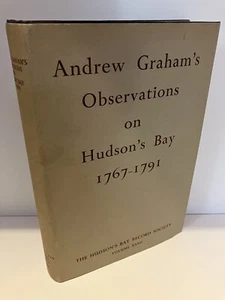 Andrew Graham's
Observations
on
Hudson's Bay
1767-1791
THE HUDSON'S BAY RECORD SOCIETY